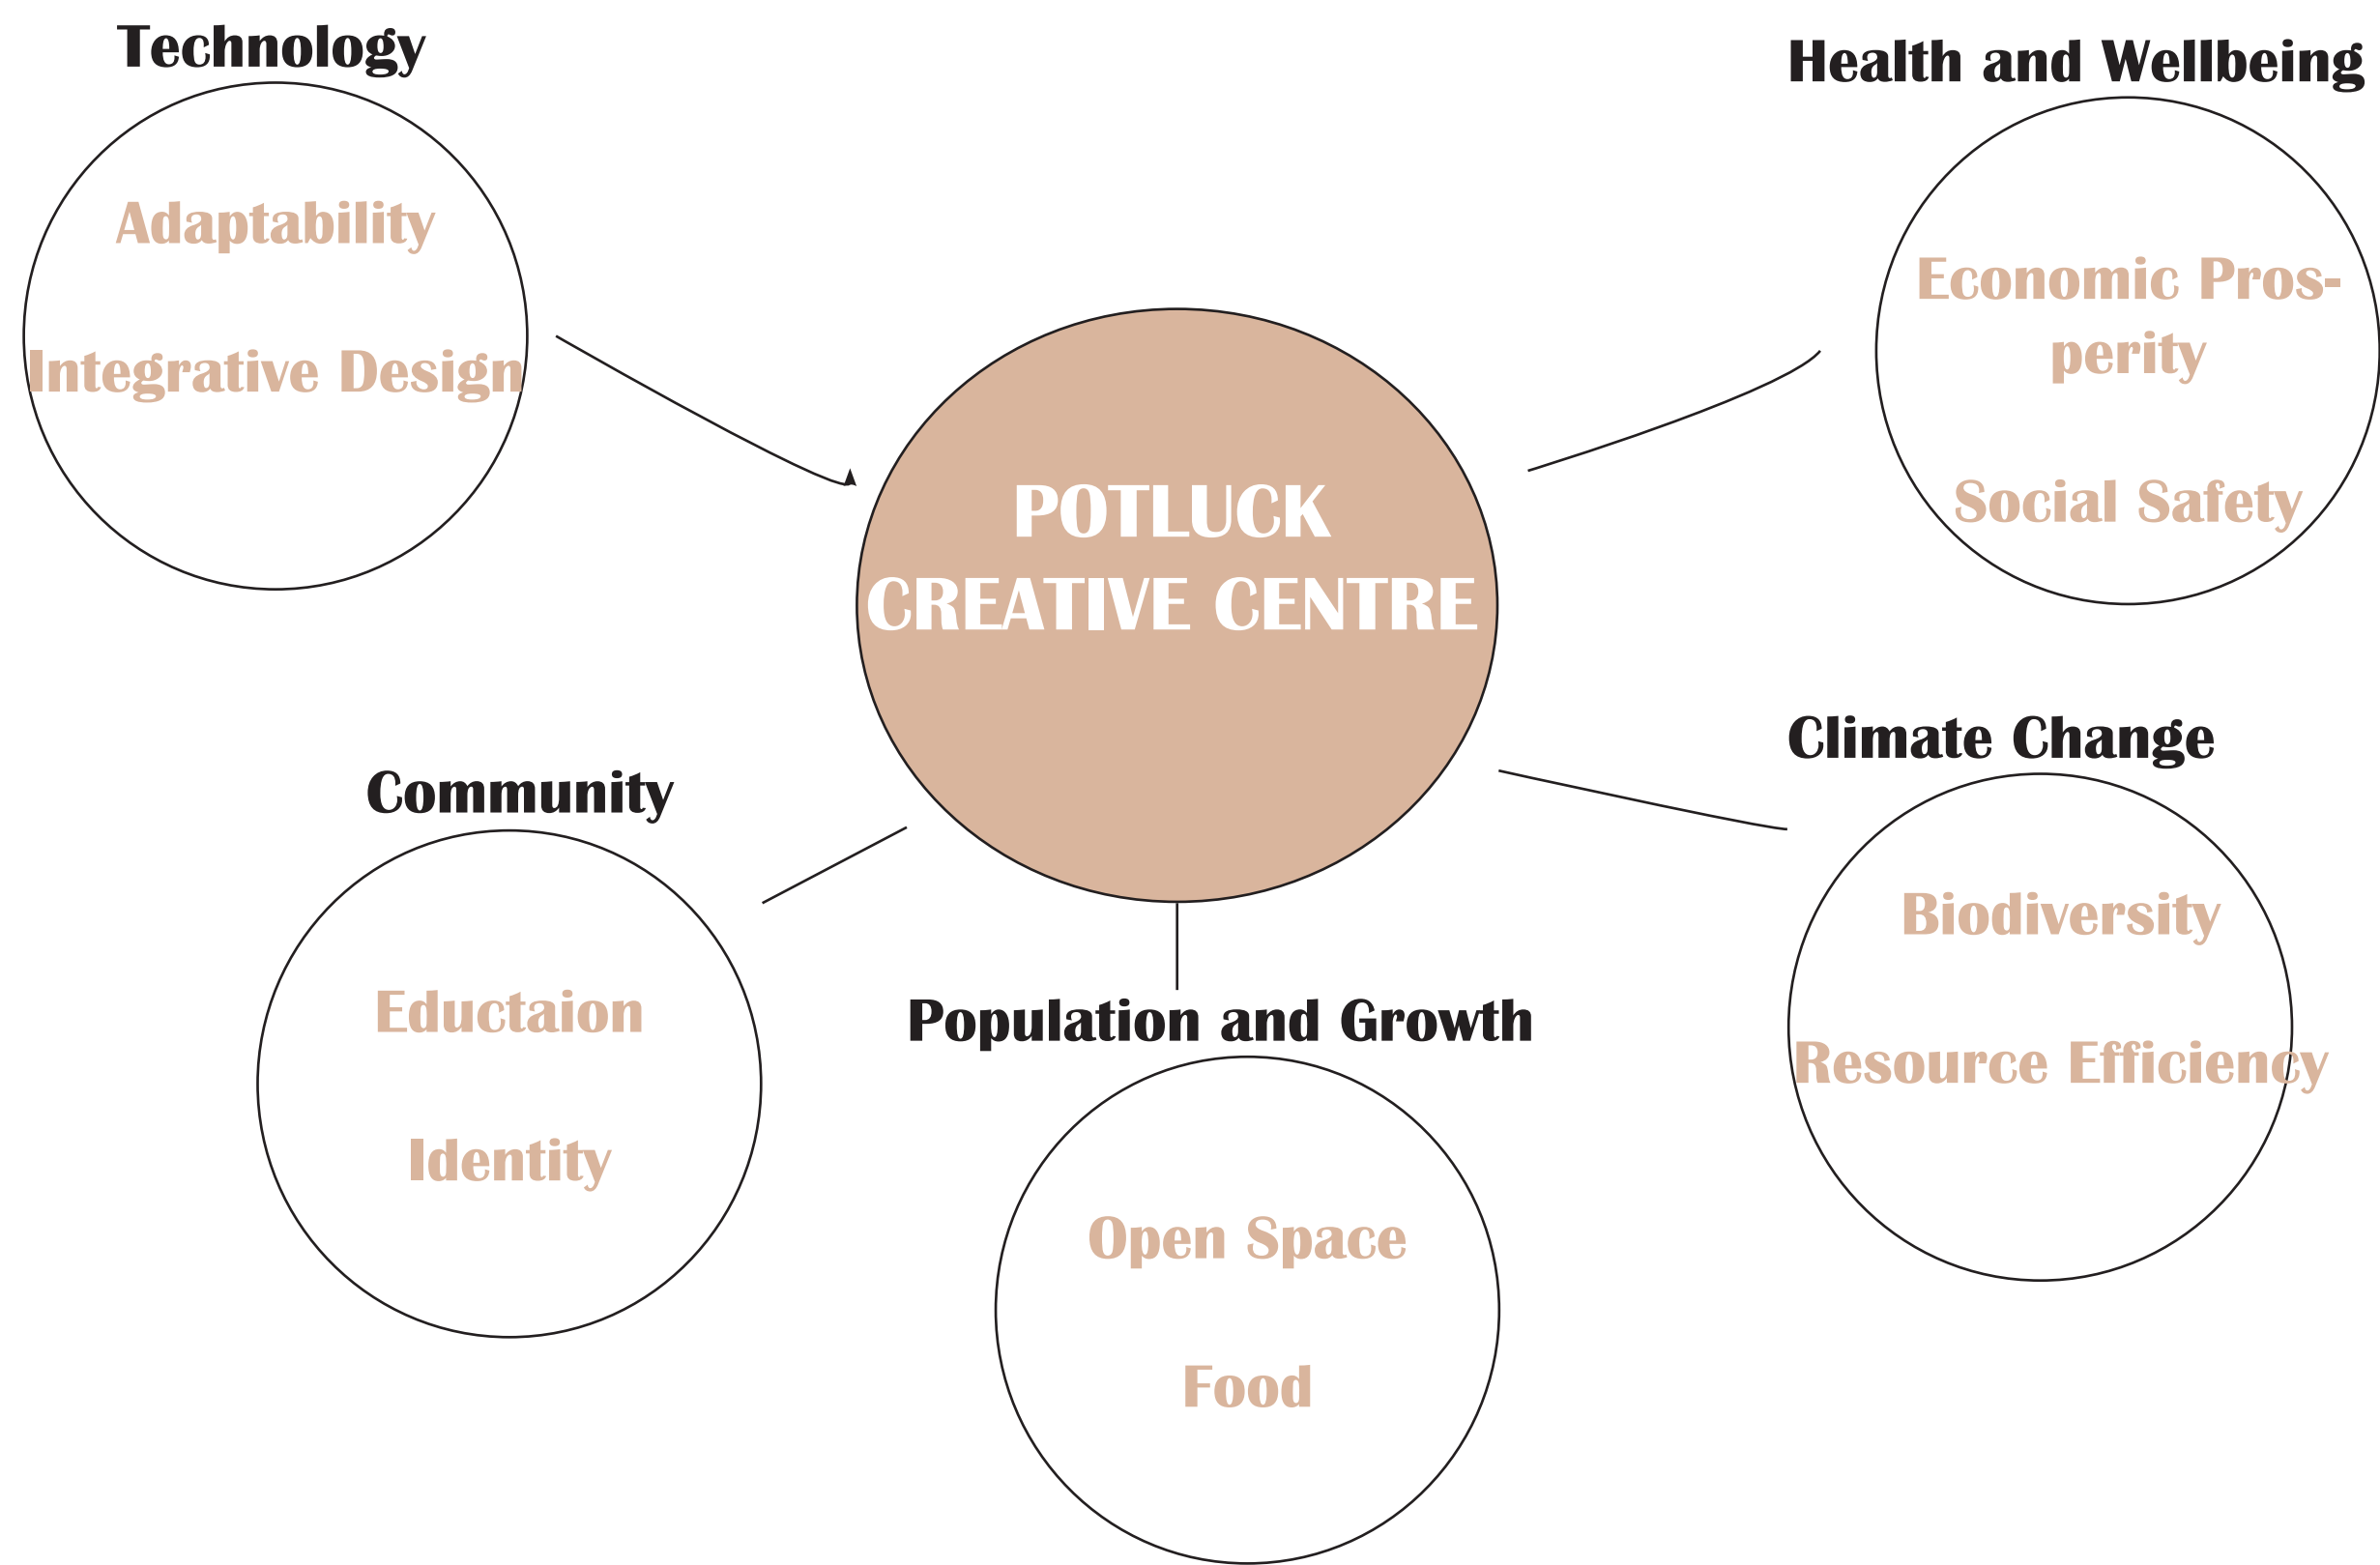 Technology
Adaptability
Integrative Design
Health and Wellbeing
Economic Pros-
perity
Social Safety
POTLUCK
CREATIVE CENTRE
Community
Eductaion
Identity
Climate Change
Biodiversity
Resource Efficiency
Population and Growth
Open Space
Food